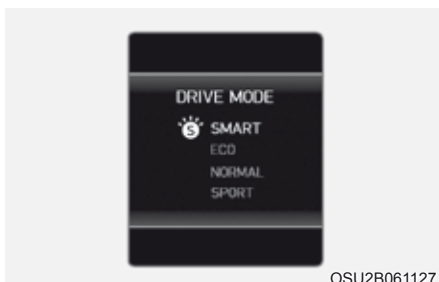 DRIVE MODE
S SMART
ECO
NORMAL
SPORT
OSU2B061127